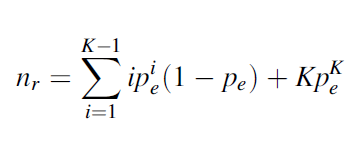 n_r = \sum_{i=1}^{K-1} i p_e^i (1 - p_e) + K p_e^K